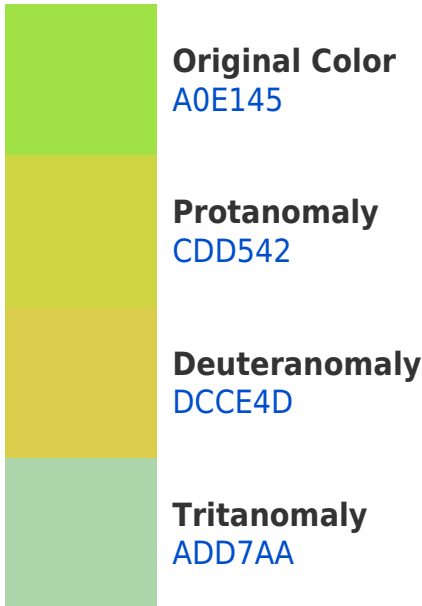 Original Color
A0E145
Protanomaly
CDD542
Deuteranomaly
DCCE4D
Tritanomaly
ADD7AA